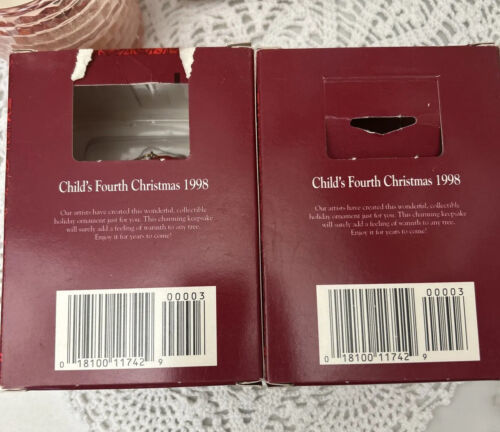 Child's Fourth Christmas 1998
Our artists have created this wonderful, collectible
holiday ornament just for you. This charming keepsake
will surely add a feeling of warmth to any tree.
Enjoy it for years to come!
00003
0 18100 11742 9
Child's Fourth Christmas 1998
Our artists have created this wonderful, collectible
holiday ornament just for you. This charming keepsake
will surely add a feeling of warmth to any tree.
Enjoy it for years to come!
00003
0 18100 11742 9